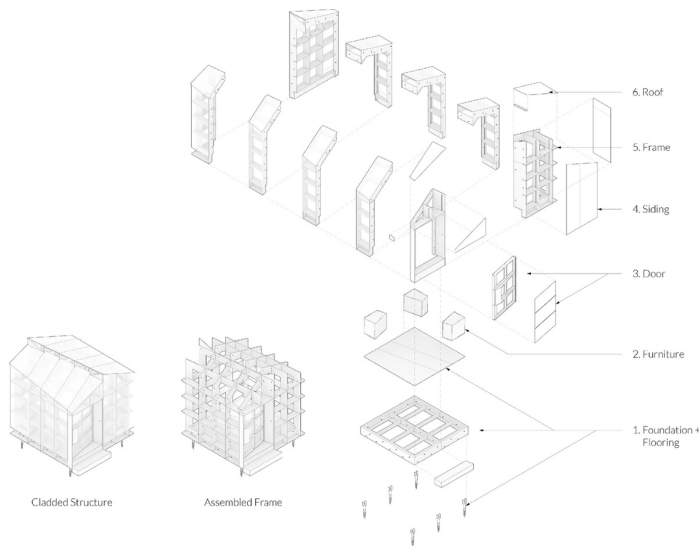 6. Roof
5. Frame
4. Siding
3. Door
2. Furniture
1. Foundation +
Flooring
Cladded Structure
Assembled Frame